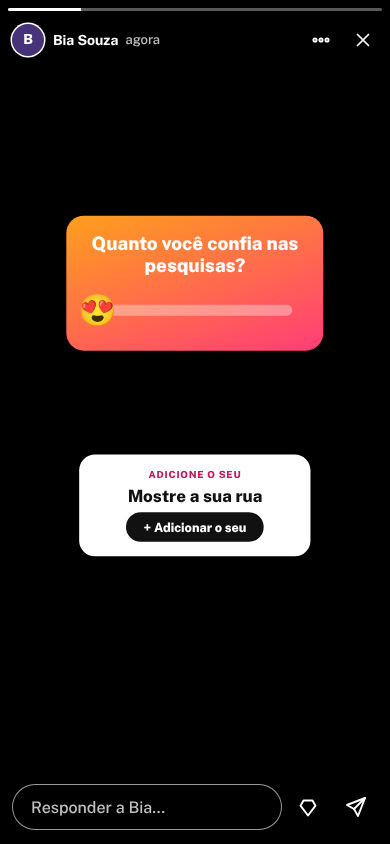 B Bia Souza agora
Quanto você confia nas
pesquisas?
ADICIONE O SEU
Mostre a sua rua
+ Adicionar o seu
Responder a Bia...